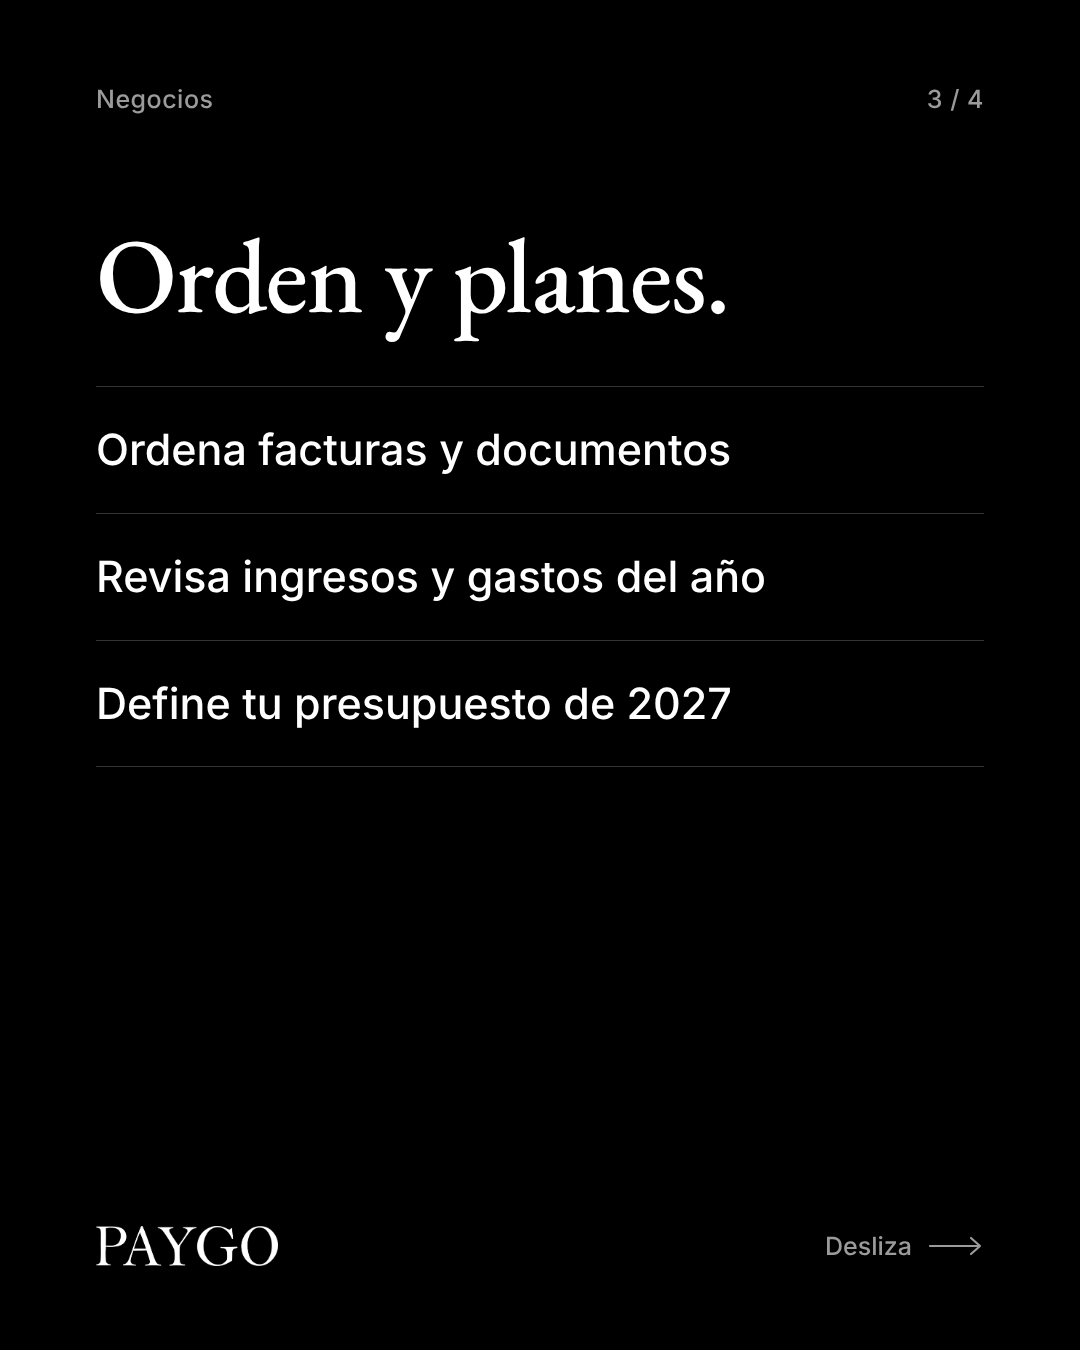 Negocios
3 / 4
Orden y planes.
Ordena facturas y documentos
Revisa ingresos y gastos del año
Define tu presupuesto de 2027
PAYGO
Desliza